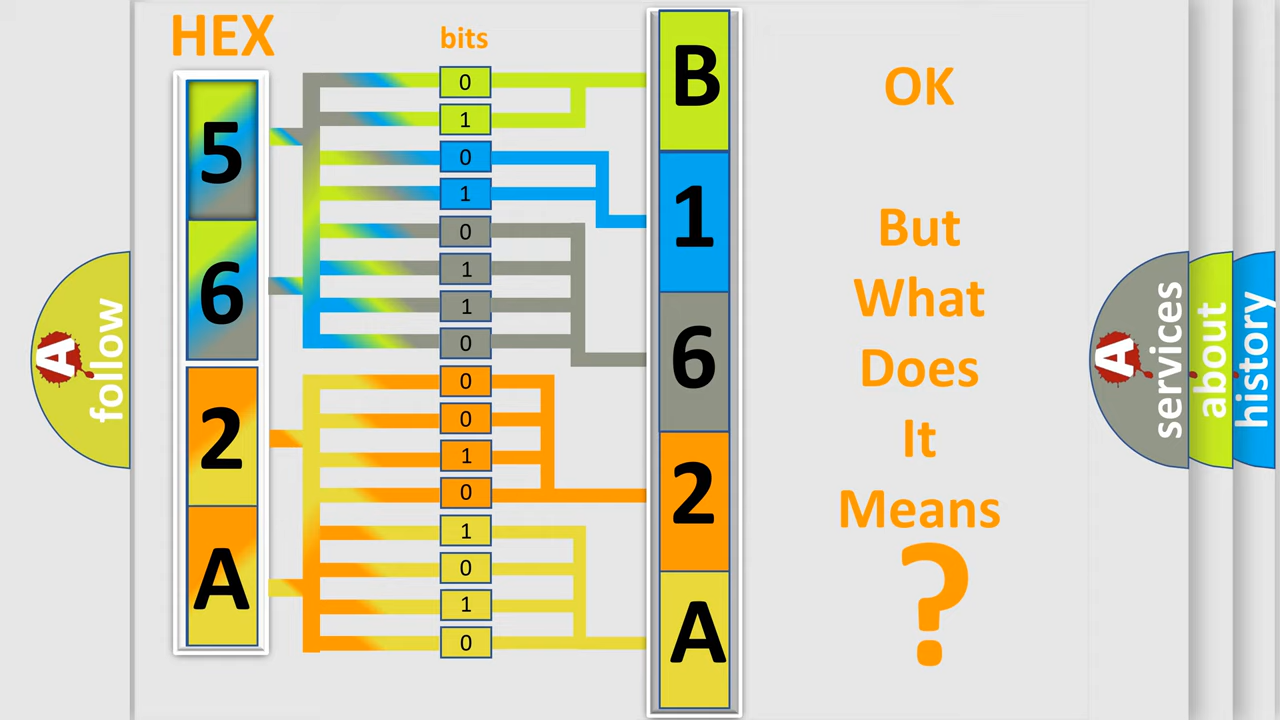 HEX
5
6
2
A
bits
0
1
0
1
0
1
1
0
0
0
1
0
1
0
1
0
B
1
6
2
A
OK
But
What
Does
It
Means
?
A
follow
A
services
about
history